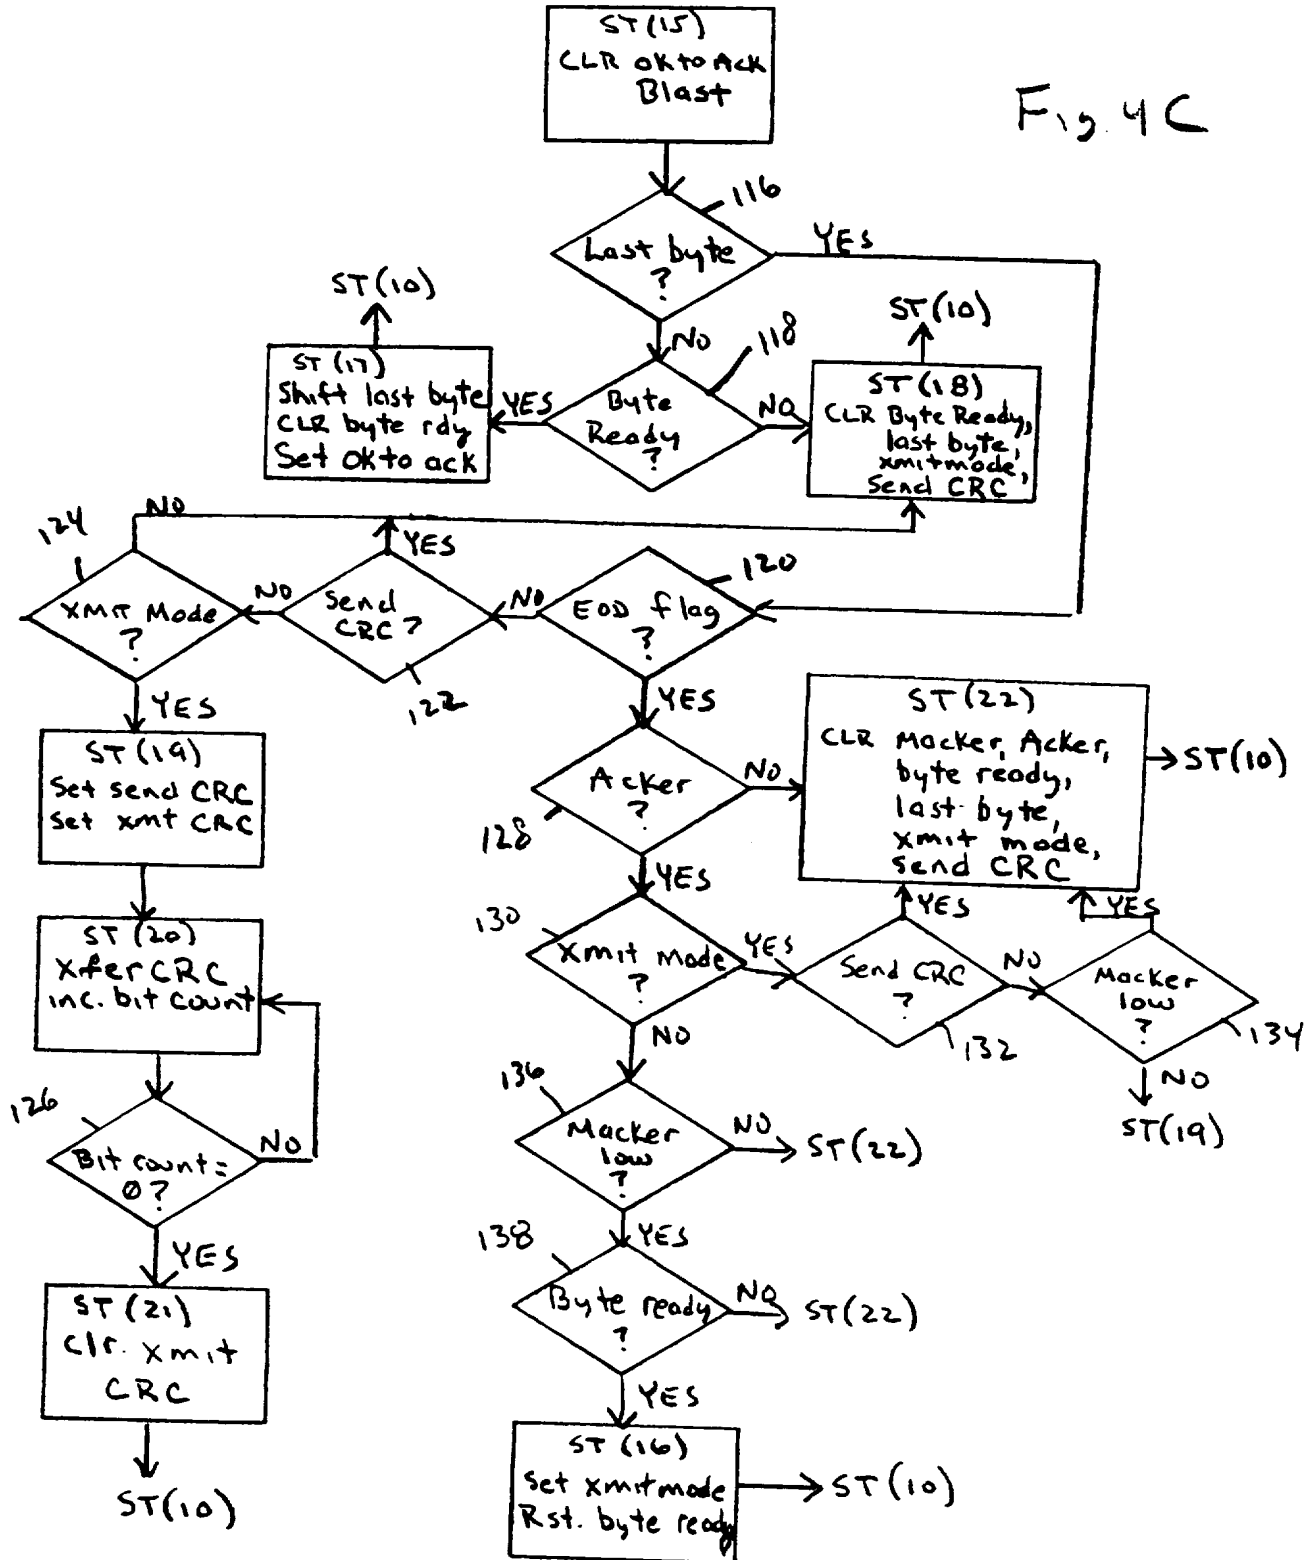 ST(15)
CLR ok to Ack
Blast
Fig. 4C
116
Last byte
?
YES
NO
ST(10)
ST(17)
Shift last byte
CLR byte rdy
Set ok to ack
YES
118
Byte
Ready
?
NO
ST(10)
ST(18)
CLR Byte Ready,
last byte,
xmitmode,
Send CRC
124
NO
Xmit Mode
?
NO
YES
Send
CRC?
122
NO
120
EOD flag
?
YES
YES
ST(19)
Set send CRC
Set xmt CRC
ST(20)
Xfer CRC
inc. bit count
126
Bit count =
0?
NO
YES
ST(21)
Clr. xmit
CRC
ST(10)
Acker
?
128
NO
ST(22)
CLR Macker, Acker,
byte ready,
last byte,
xmit mode,
send CRC
ST(10)
YES
130
Xmit mode
?
YES
YES
Send CRC
?
132
NO
YES
Macker
low
?
134
NO
ST(19)
NO
136
Macker
low
?
NO
ST(22)
YES
138
Byte ready
?
NO
ST(22)
YES
ST(16)
Set xmitmode
Rst. byte ready
ST(10)